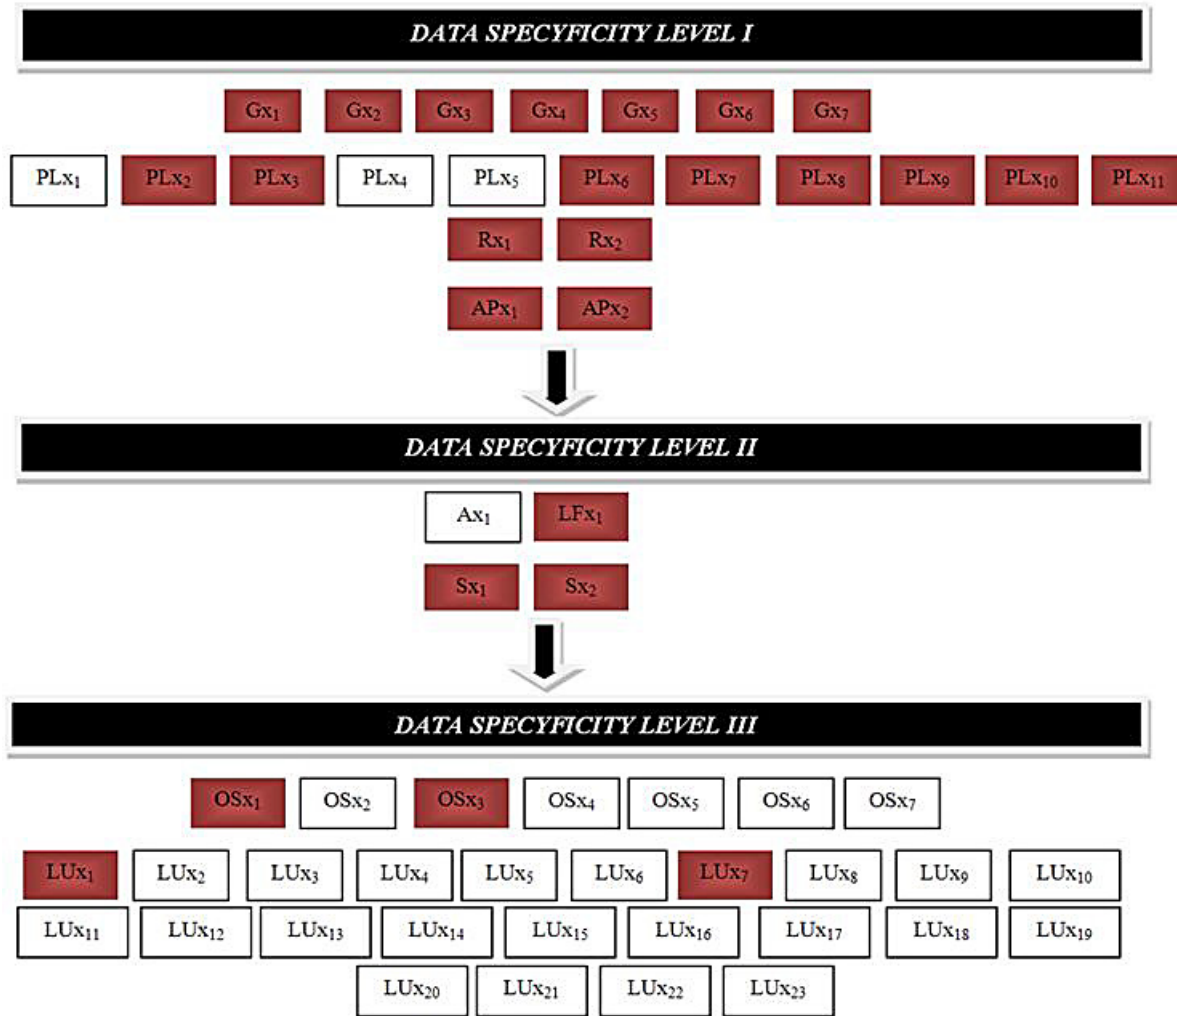 DATA SPECYFICITY LEVEL I
Gx₁ Gx₂ Gx₃ Gx₄ Gx₅ Gx₆ Gx₇
PLx₁ PLx₂ PLx₃ PLx₄ PLx₅ PLx₆ PLx₇ PLx₈ PLx₉ PLx₁₀ PLx₁₁
Rx₁ Rx₂
APx₁ APx₂
DATA SPECYFICITY LEVEL II
Ax₁ LFx₁
Sx₁ Sx₂
DATA SPECYFICITY LEVEL III
OSx₁ OSx₂ OSx₃ OSx₄ OSx₅ OSx₆ OSx₇
LUx₁ LUx₂ LUx₃ LUx₄ LUx₅ LUx₆ LUx₇ LUx₈ LUx₉ LUx₁₀
LUx₁₁ LUx₁₂ LUx₁₃ LUx₁₄ LUx₁₅ LUx₁₆ LUx₁₇ LUx₁₈ LUx₁₉
LUx₂₀ LUx₂₁ LUx₂₂ LUx₂₃